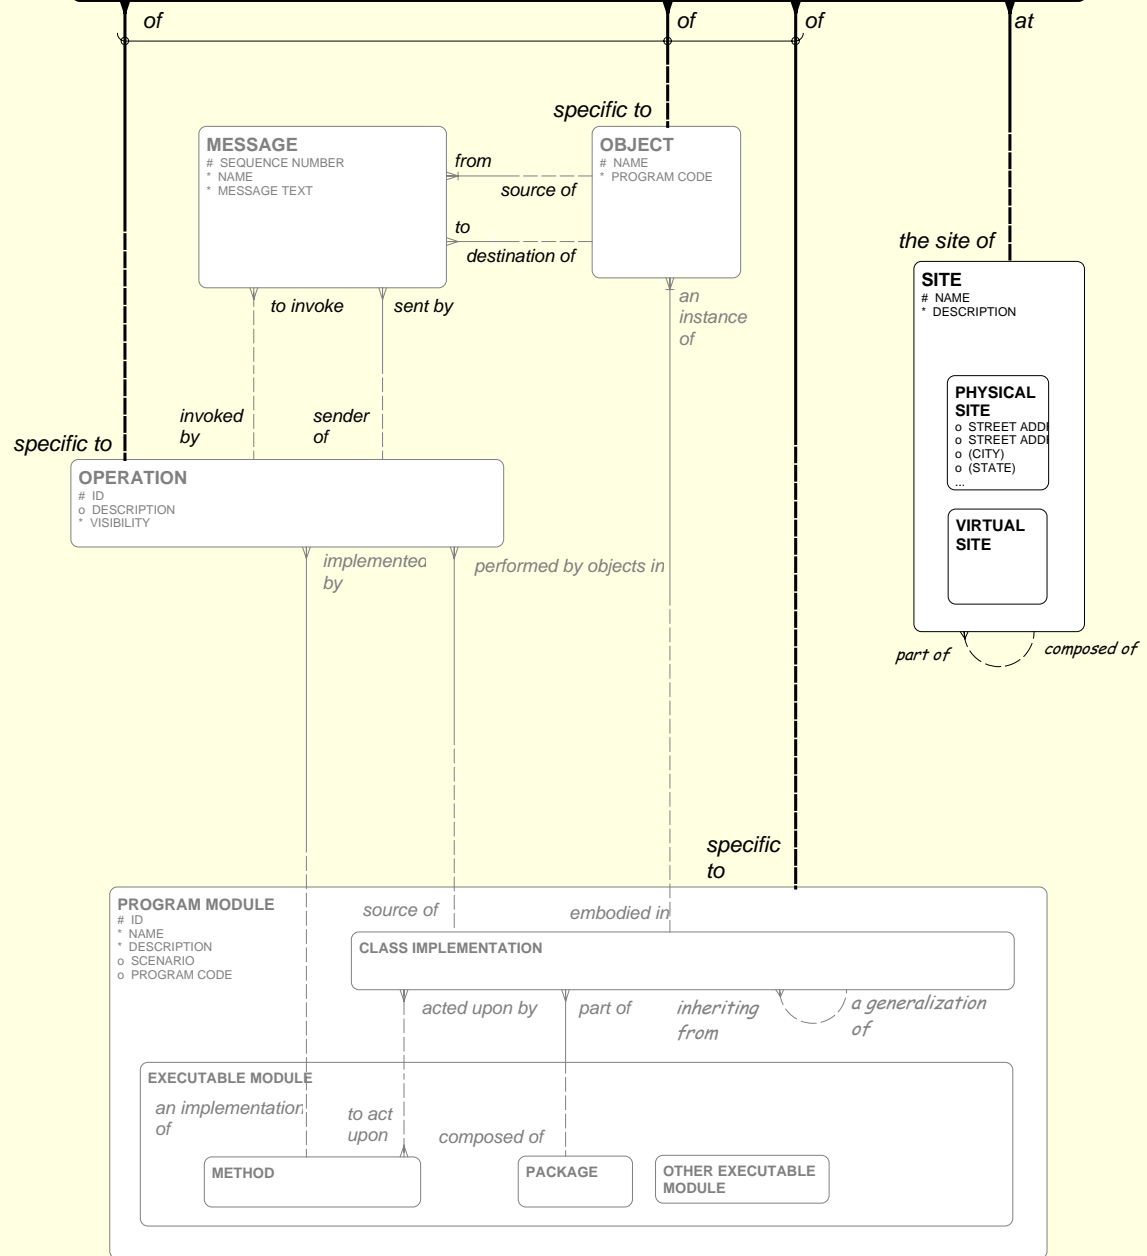 of
of
of
at
specific to
MESSAGE
# SEQUENCE NUMBER
* NAME
* MESSAGE TEXT
from
source of
to
destination of
OBJECT
# NAME
* PROGRAM CODE
the site of
SITE
# NAME
* DESCRIPTION
to invoke
sent by
an
instance
of
PHYSICAL
SITE
o STREET ADD
o STREET ADD
o (CITY)
o (STATE)
...
invoked
by
sender
of
specific to
OPERATION
# ID
o DESCRIPTION
* VISIBILITY
VIRTUAL
SITE
implemented
by
performed by objects in
part of
composed of
specific
to
PROGRAM MODULE
# ID
* NAME
* DESCRIPTION
o SCENARIO
o PROGRAM CODE
source of
embodied in
CLASS IMPLEMENTATION
acted upon by
part of
inheriting
from
a generalization
of
EXECUTABLE MODULE
an implementation
of
to act
upon
composed of
METHOD
PACKAGE
OTHER EXECUTABLE
MODULE